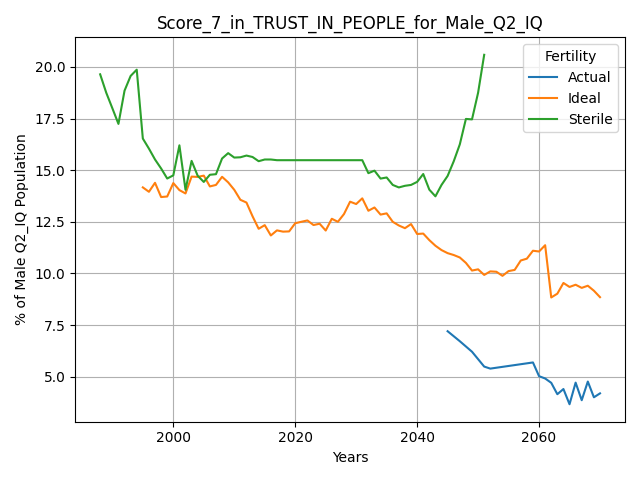 Score_7_in_TRUST_IN_PEOPLE_for_Male_Q2_IQ
% of Male Q2_IQ Population
20.0
17.5
15.0
12.5
10.0
7.5
5.0
Fertility
Actual
Ideal
Sterile
2000
2020
2040
2060
Years